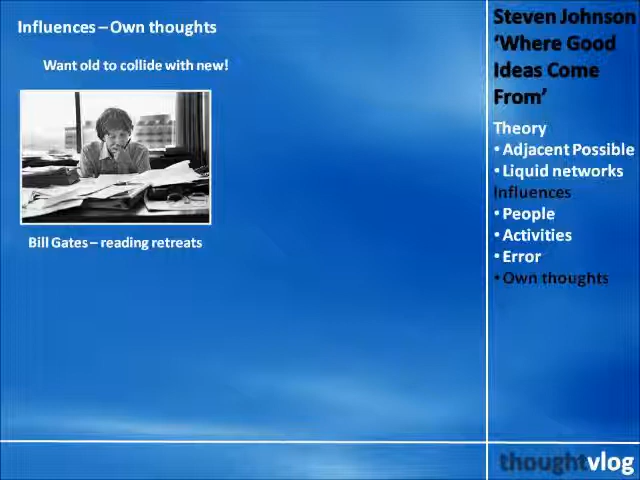 Influences – Own thoughts
Want old to collide with new!
Bill Gates – reading retreats
Steven Johnson
‘Where Good
Ideas Come
From’
Theory
• Adjacent Possible
• Liquid networks
Influences
• People
• Activities
• Error
• Own thoughts
thoughtvlog